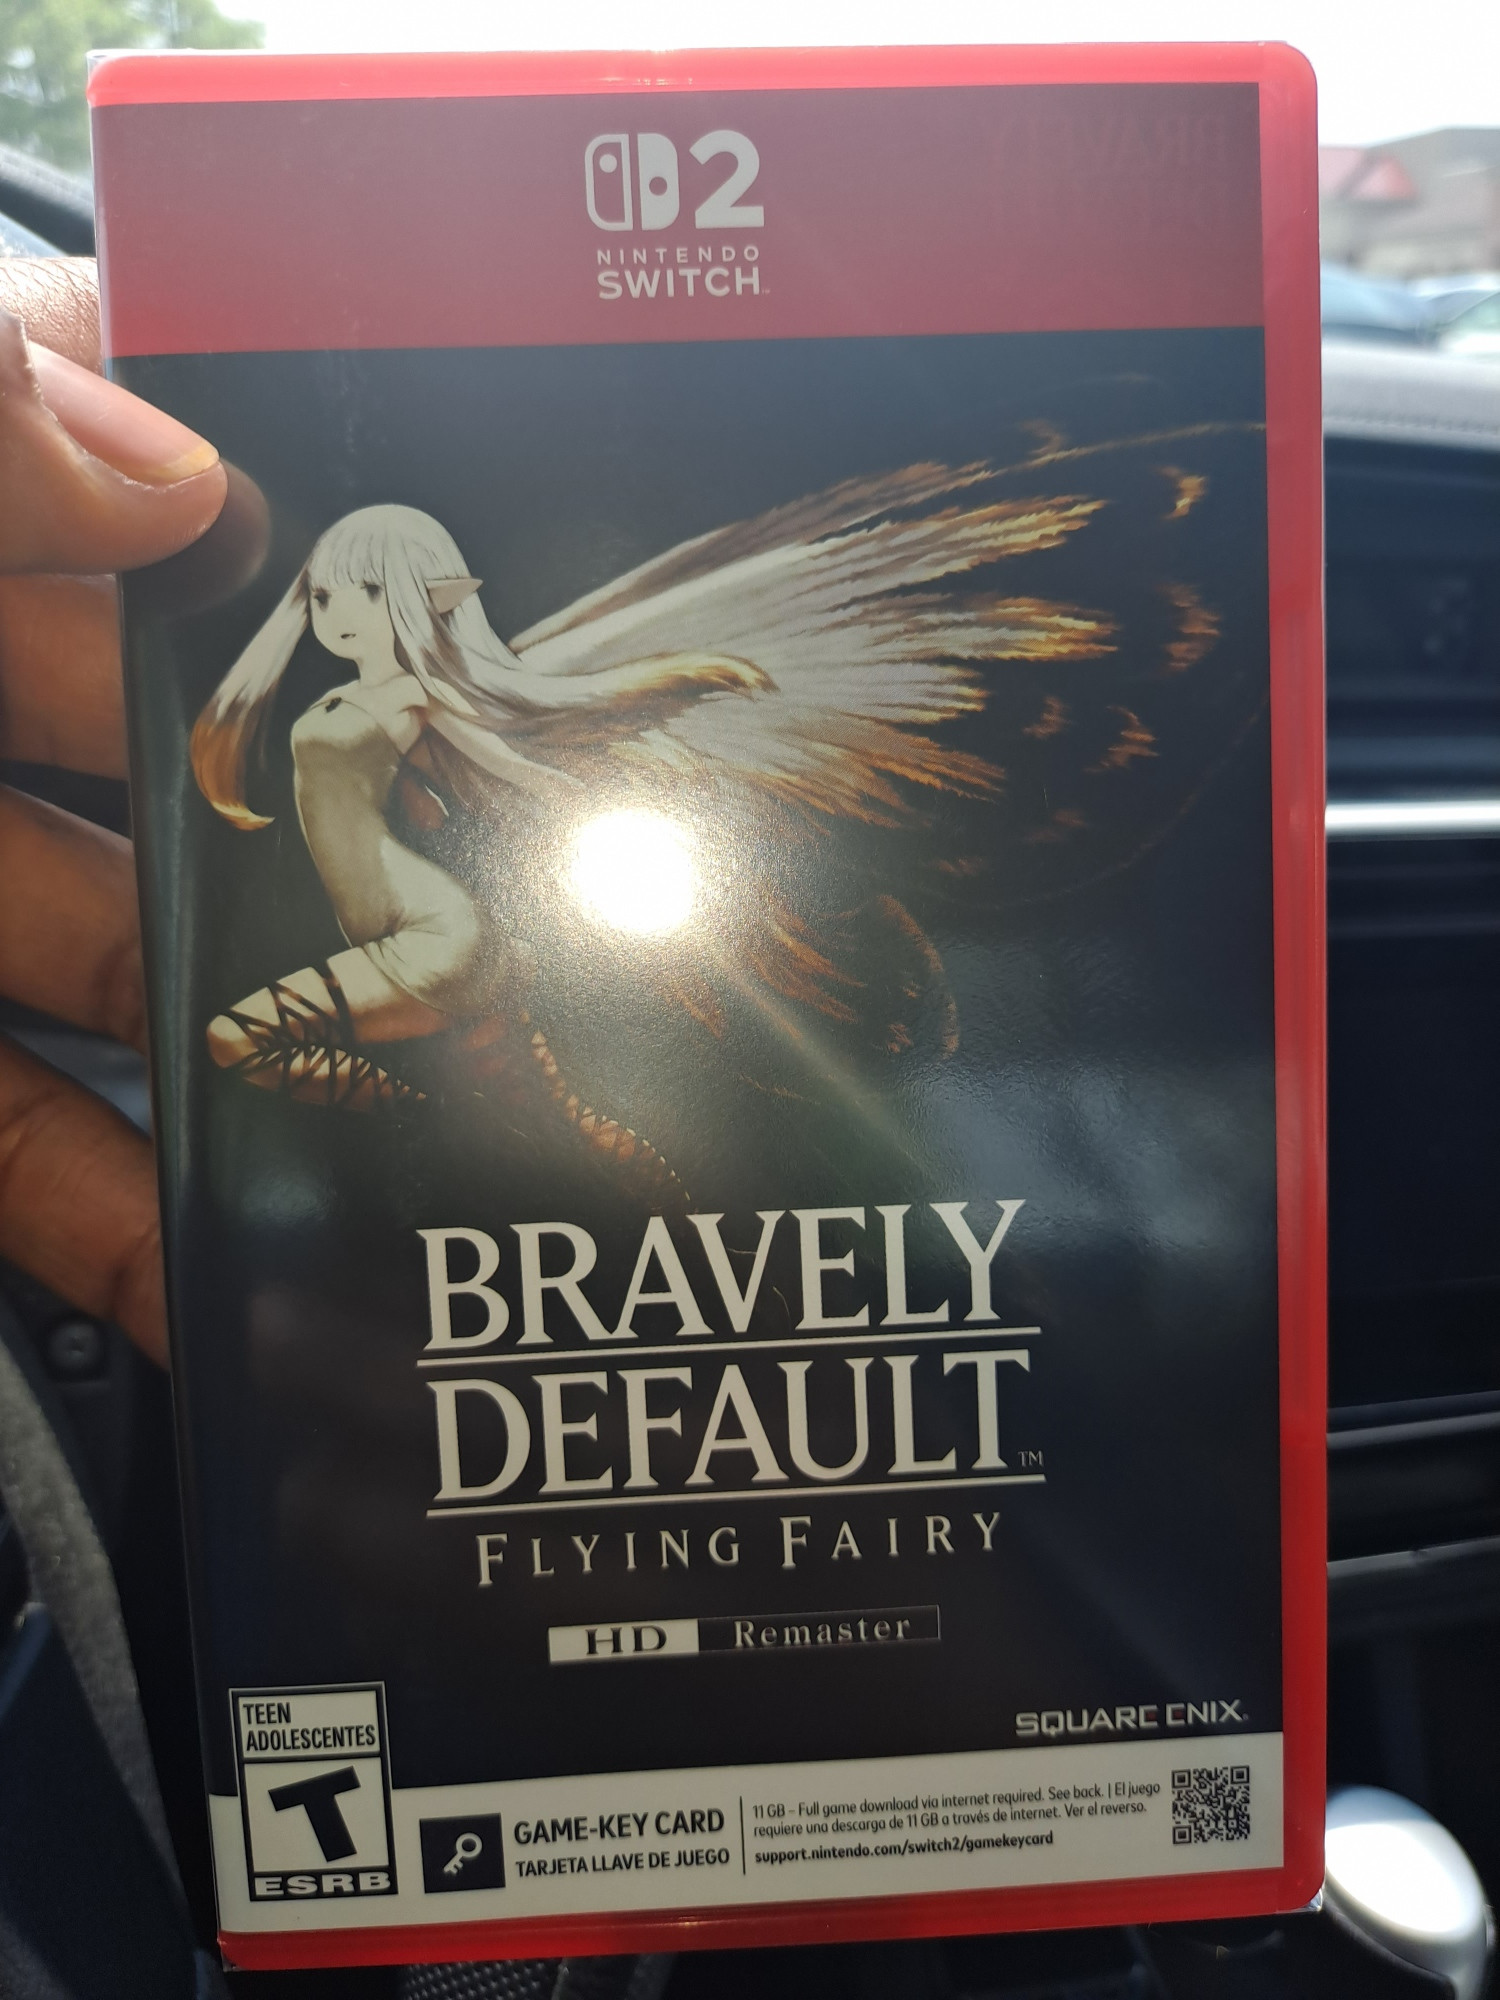 2
NINTENDO
SWITCH™
BRAVELY
DEFAULT™
FLYING FAIRY
HD Remaster
SQUARE ENIX®
TEEN
ADOLESCENTES
T
ESRB
GAME-KEY CARD
TARJETA LLAVE DE JUEGO
11 GB – Full game download via internet required. See back. | El juego
requiere una descarga de 11 GB a través de internet. Ver el reverso.
support.nintendo.com/switch2/gamekeycard